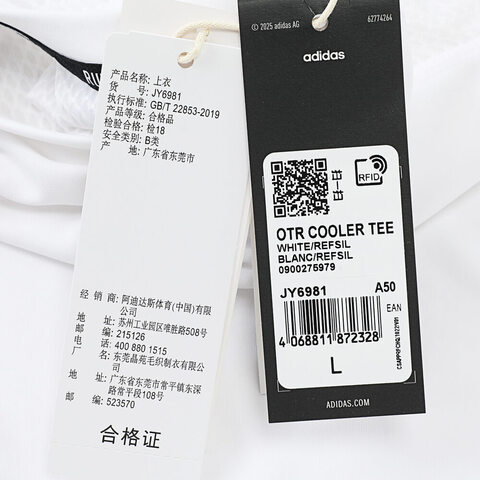 RU
产品名称: 上衣
货　　号: JY6981
执行标准: GB/T 22853-2019
产品等级: 合格品
检验合格: 检18
安全类别: B类
产　　地: 广东省东莞市
经 销 商: 阿迪达斯体育(中国)有限
公司
地　　址: 苏州工业园区唯胜路508号
邮　　编: 215126
电　　话: 400 880 1515
厂　　名: 东莞晶苑毛织制衣有限公司
地　　址: 广东省东莞市常平镇东深
路常平段108号
邮　　编: 523570
合格证
© 2025 adidas AG
62774264
adidas
RFID
OTR COOLER TEE
WHITE/REFSIL
BLANC/REFSIL
0900275979
JY6981 A50
EAN
4 068811 872328
L
ADIDAS.COM